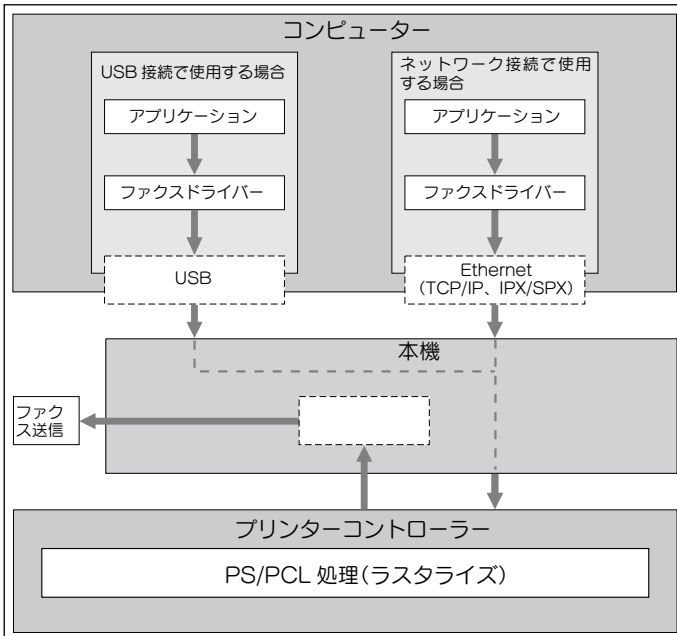 コンピューター
USB 接続で使用する場合
アプリケーション
ファクスドライバー
USB
ネットワーク接続で使用
する場合
アプリケーション
ファクスドライバー
Ethernet
(TCP/IP、IPX/SPX)
本機
ファク
ス送信
プリンターコントローラー
PS/PCL 処理(ラスタライズ)